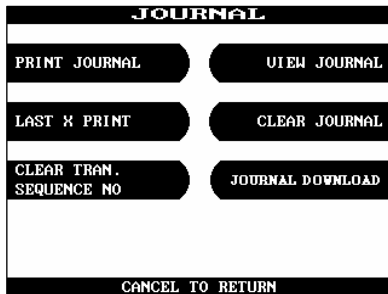 JOURNAL
PRINT JOURNAL
VIEW JOURNAL
LAST X PRINT
CLEAR JOURNAL
CLEAR TRAN.
SEQUENCE NO
JOURNAL DOWNLOAD
CANCEL TO RETURN